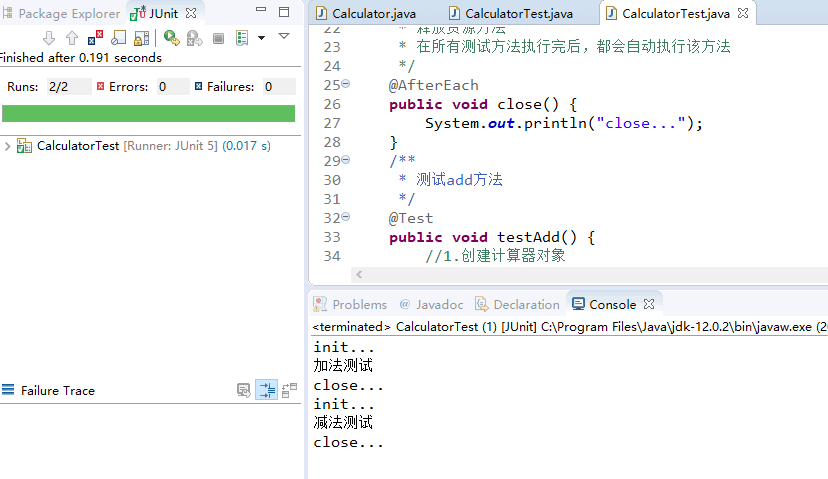 Package Explorer
JUnit
Finished after 0.191 seconds
Runs: 2/2
Errors: 0
Failures: 0
CalculatorTest [Runner: JUnit 5] (0.017 s)
Failure Trace
Calculator.java
CalculatorTest.java
CalculatorTest.java
22 * 释放资源方法
23 * 在所有测试方法执行完后，都会自动执行该方法
24 */
25 @AfterEach
26 public void close() {
27 System.out.println("close...");
28 }
29 /**
30 * 测试add方法
31 */
32 @Test
33 public void testAdd() {
34 //1.创建计算器对象
Problems
@ Javadoc
Declaration
Console
<terminated> CalculatorTest (1) [JUnit] C:\Program Files\Java\jdk-12.0.2\bin\javaw.exe (20
init...
加法测试
close...
init...
减法测试
close...